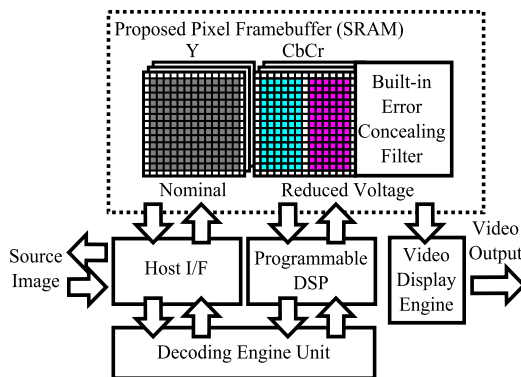 Proposed Pixel Framebuffer (SRAM)
Y
CbCr
Built-in
Error
Concealing
Filter
Nominal
Reduced Voltage
Source
Image
Host I/F
Programmable
DSP
Video
Display
Engine
Video
Output
Decoding Engine Unit